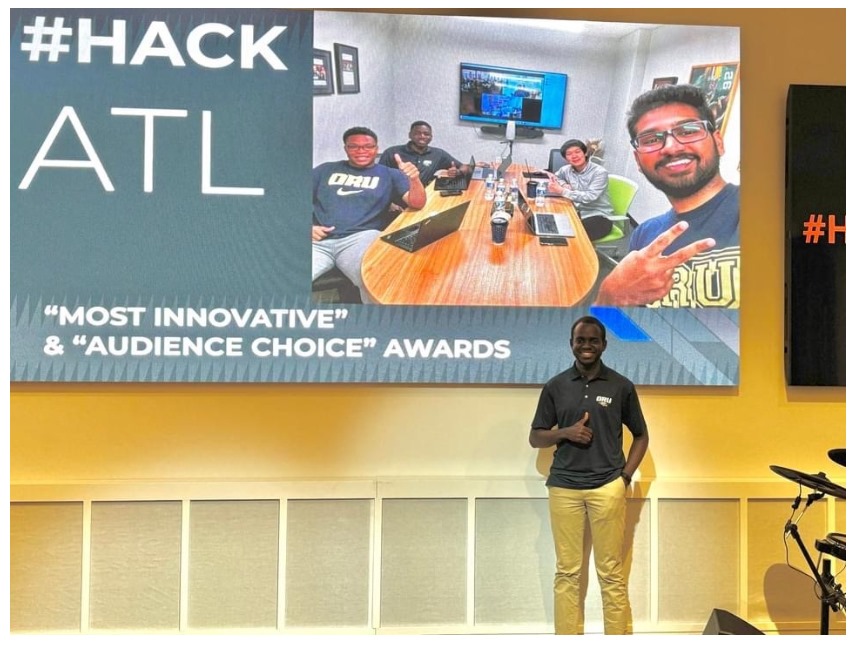 #HACK
ATL
ORU
ORU
"MOST INNOVATIVE"
& "AUDIENCE CHOICE" AWARDS
#H
ORU